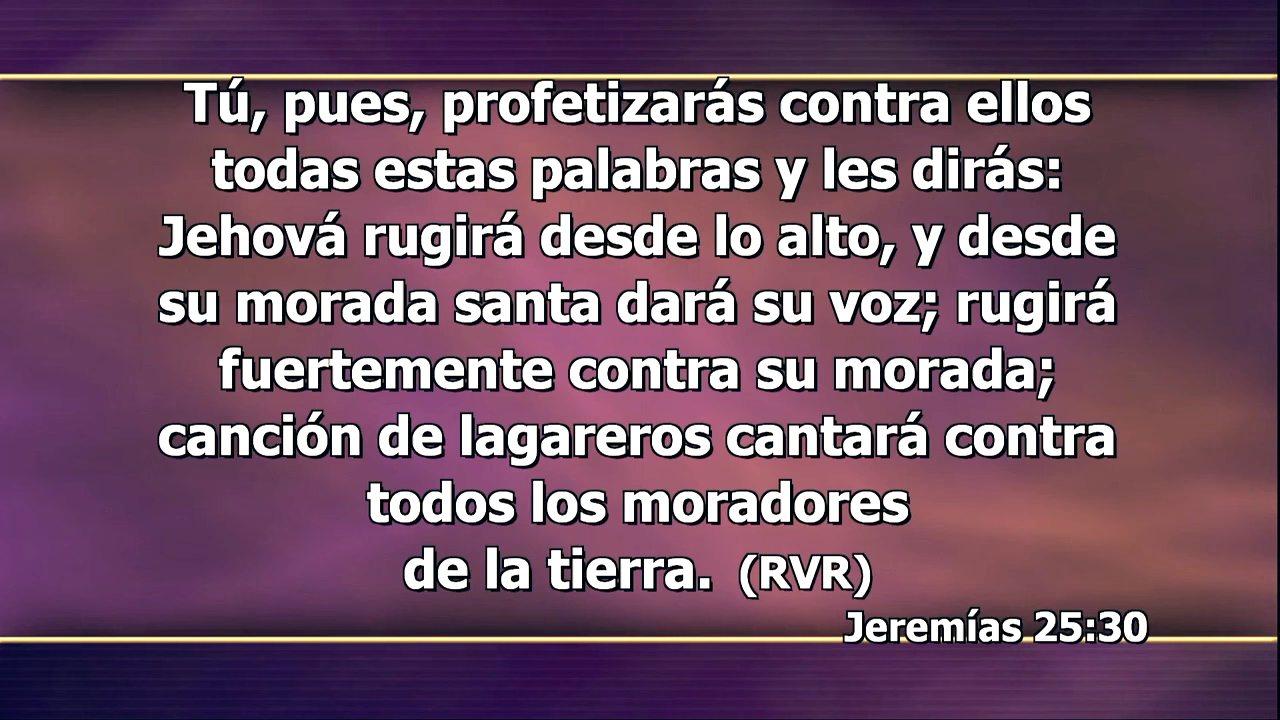 Tú, pues, profetizarás contra ellos
todas estas palabras y les dirás:
Jehová rugirá desde lo alto, y desde
su morada santa dará su voz; rugirá
fuertemente contra su morada;
canción de lagareros cantará contra
todos los moradores
de la tierra. (RVR)
Jeremías 25:30